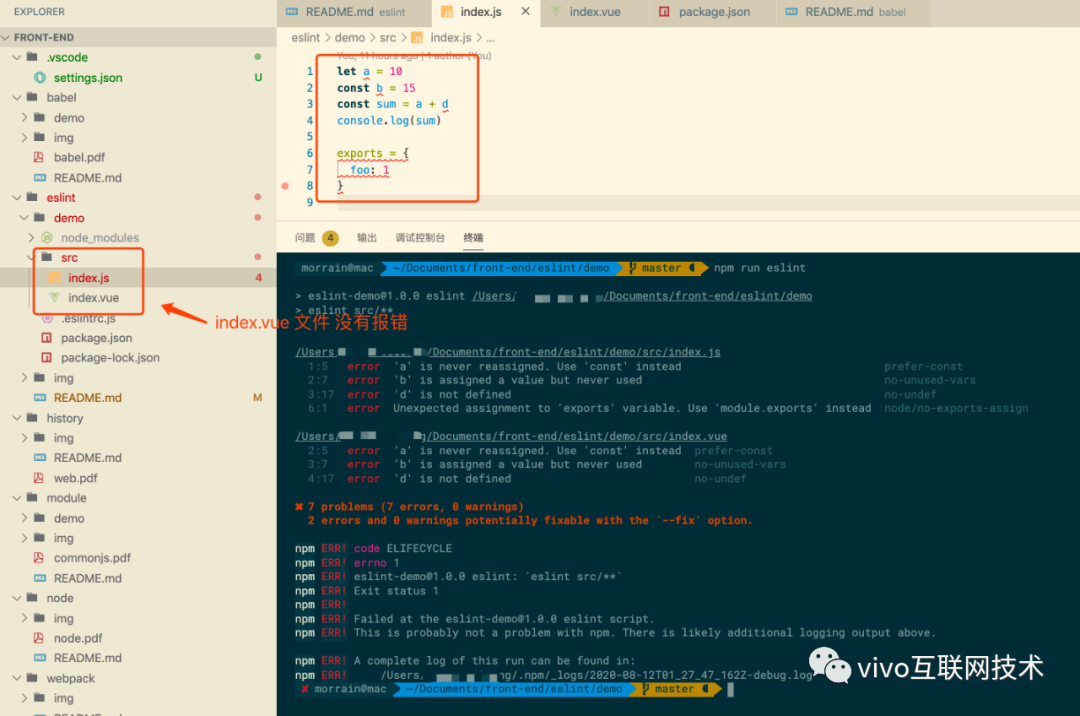 EXPLORER
FRONT-END
.vscode
settings.json U
babel
demo
img
babel.pdf
README.md
eslint
demo
node_modules
src
index.js 4
index.vue
.eslintrc.js
package.json
package-lock.json
img
README.md M
history
img
README.md
web.pdf
module
demo
img
commonjs.pdf
README.md
node
img
node.pdf
README.md
webpack
img
README.md
index.vue 文件 没有报错
README.md eslint index.js index.vue package.json README.md babel
eslint > demo > src > index.js > ...
You, 11 hours ago | 1 author (You)
1 let a = 10
2 const b = 15
3 const sum = a + d
4 console.log(sum)
5
6 exports = {
7 foo: 1
8 }
9
问题 4 输出 调试控制台 终端
morrain@mac ~/Documents/front-end/eslint/demo master npm run eslint
> eslint-demo@1.0.0 eslint /Users/ /Documents/front-end/eslint/demo
> eslint src/**
/Users /Documents/front-end/eslint/demo/src/index.js
1:5 error 'a' is never reassigned. Use 'const' instead prefer-const
2:7 error 'b' is assigned a value but never used no-unused-vars
3:17 error 'd' is not defined no-undef
6:1 error Unexpected assignment to 'exports' variable. Use 'module.exports' instead node/no-exports-assign
/Users/ g/Documents/front-end/eslint/demo/src/index.vue
2:5 error 'a' is never reassigned. Use 'const' instead prefer-const
3:7 error 'b' is assigned a value but never used no-unused-vars
4:17 error 'd' is not defined no-undef
✖ 7 problems (7 errors, 0 warnings)
2 errors and 0 warnings potentially fixable with the `--fix` option.
npm ERR! code ELIFECYCLE
npm ERR! errno 1
npm ERR! eslint-demo@1.0.0 eslint: `eslint src/**`
npm ERR! Exit status 1
npm ERR!
npm ERR! Failed at the eslint-demo@1.0.0 eslint script.
npm ERR! This is probably not a problem with npm. There is likely additional logging output above.
npm ERR! A complete log of this run can be found in:
npm ERR! /Users, ng/.npm/_logs/2020-08-12T01_27_47_162Z-debug.log
✘ morrain@mac ~/Documents/front-end/eslint/demo master
vivo互联网技术